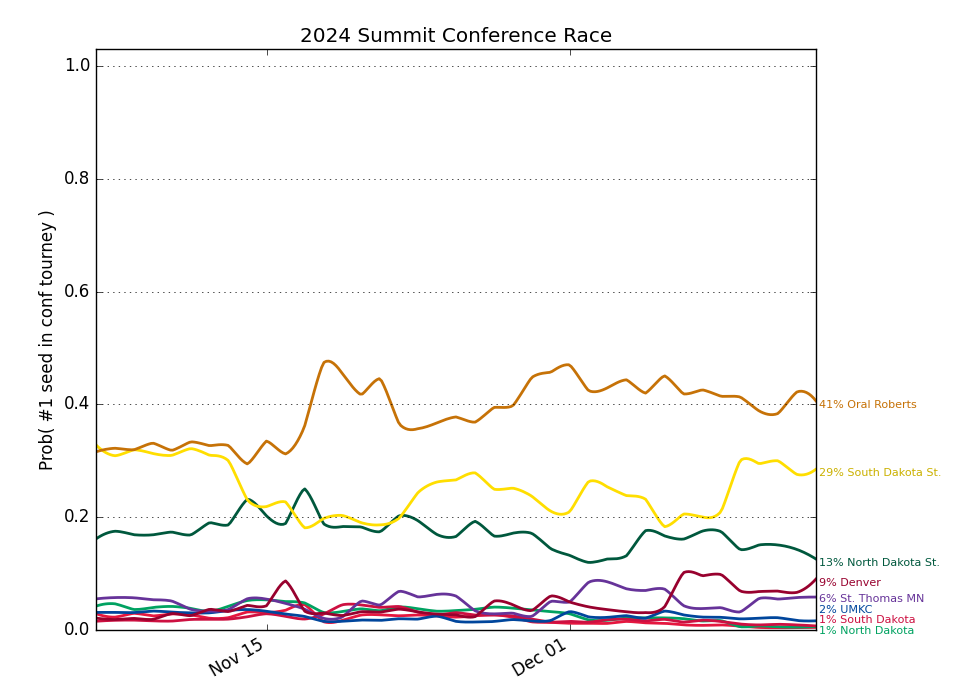 2024 Summit Conference Race
Prob( #1 seed in conf tourney )
1.0
0.8
0.6
0.4
0.2
0.0
Nov 15
Dec 01
41% Oral Roberts
29% South Dakota St.
13% North Dakota St.
9% Denver
6% St. Thomas MN
2% UMKC
1% South Dakota
1% North Dakota